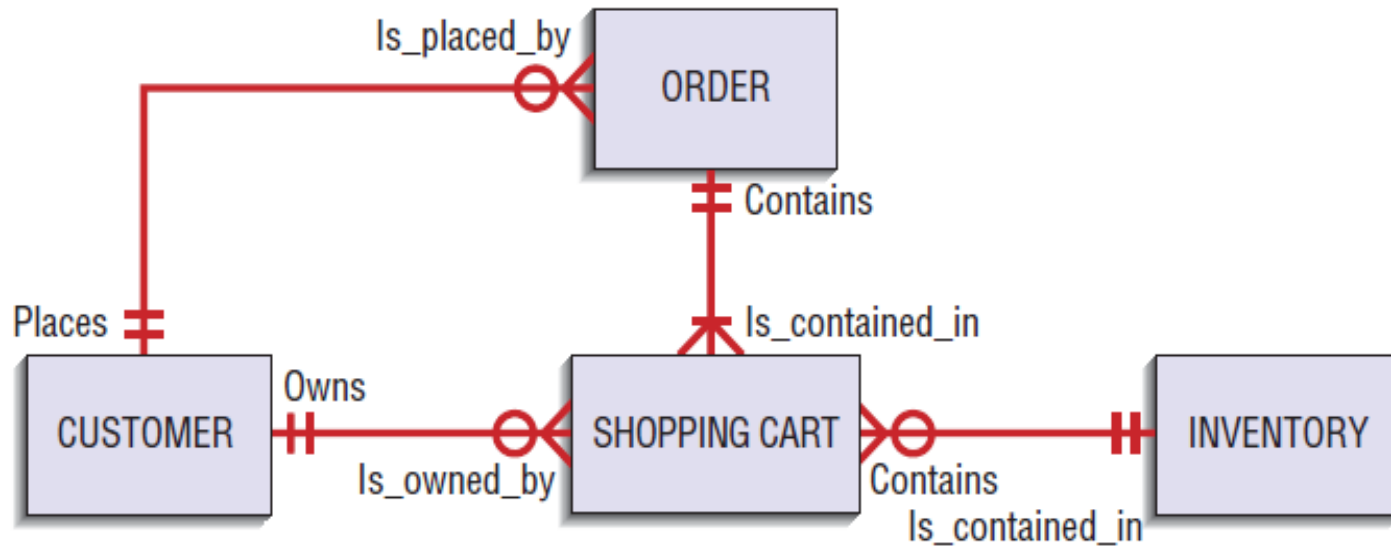 Is_placed_by
ORDER
Contains
Places
Is_contained_in
CUSTOMER
Owns
Is_owned_by
SHOPPING CART
Contains
Is_contained_in
INVENTORY